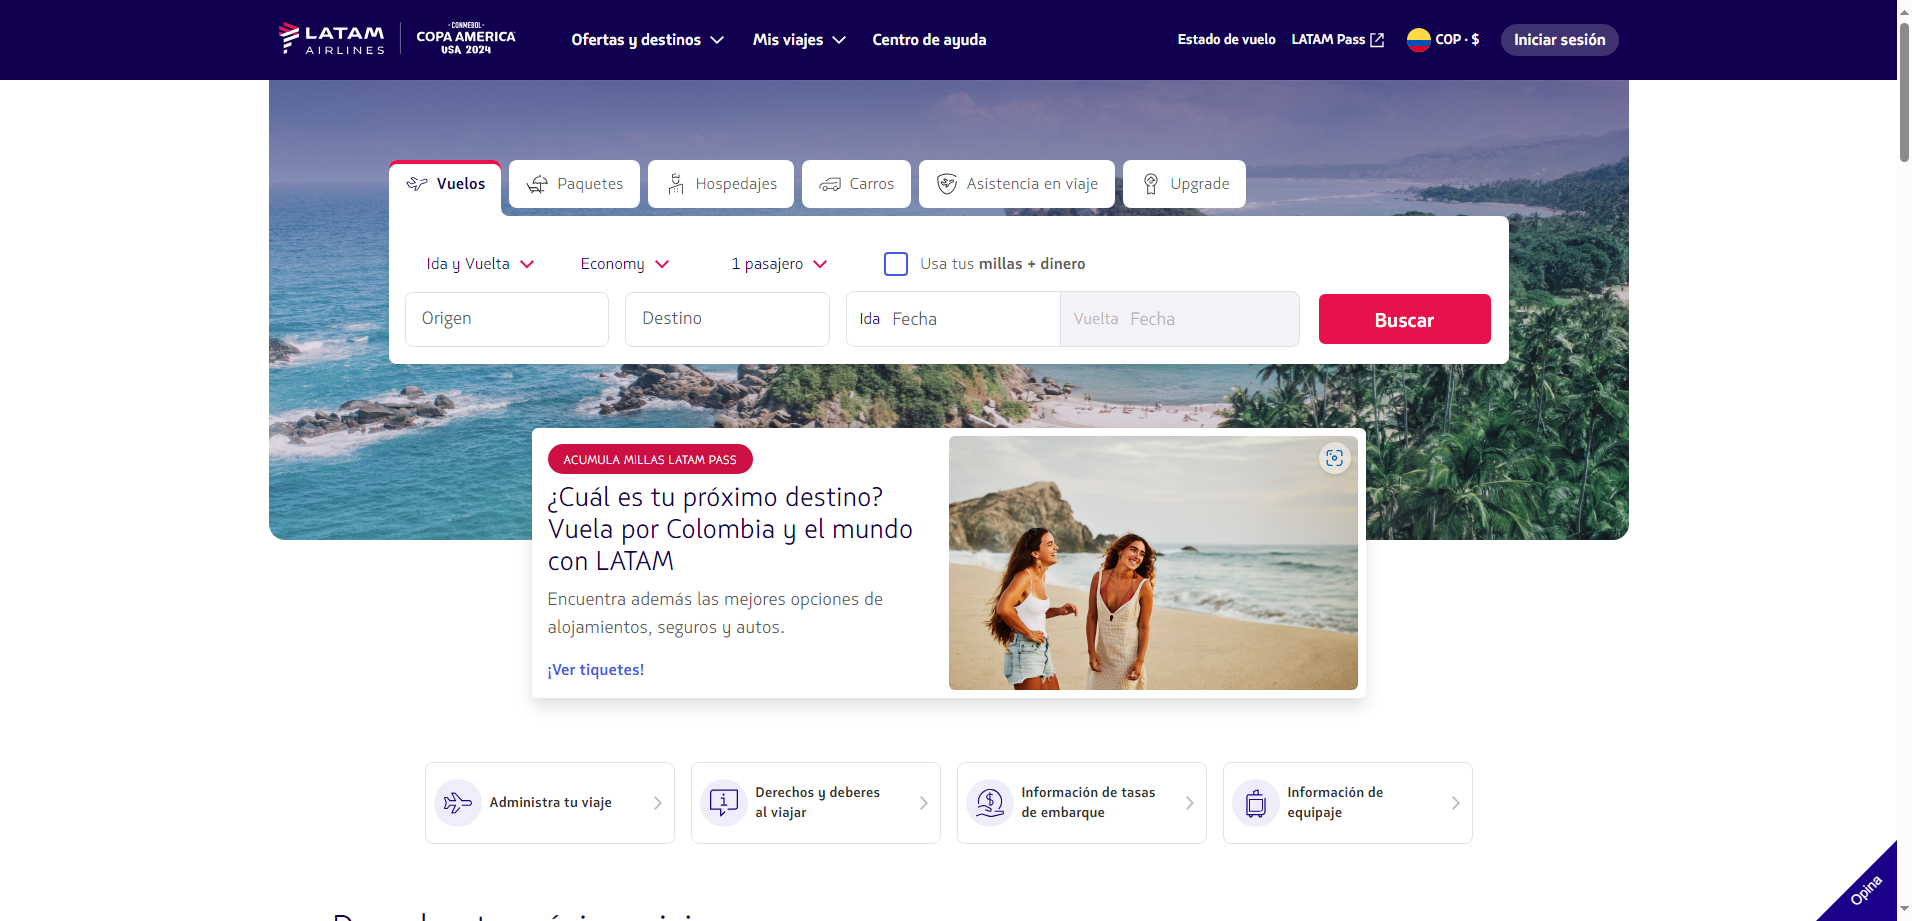 LATAM
AIRLINES
CONMEBOL
COPA AMERICA
USA 2024
Ofertas y destinos
Mis viajes
Centro de ayuda
Estado de vuelo
LATAM Pass
COP · $
Iniciar sesión
Vuelos
Paquetes
Hospedajes
Carros
Asistencia en viaje
Upgrade
Ida y Vuelta
Economy
1 pasajero
Usa tus millas + dinero
Origen
Destino
Ida Fecha
Vuelta Fecha
Buscar
ACUMULA MILLAS LATAM PASS
¿Cuál es tu próximo destino?
Vuela por Colombia y el mundo
con LATAM
Encuentra además las mejores opciones de
alojamientos, seguros y autos.
¡Ver tiquetes!
Administra tu viaje
Derechos y deberes
al viajar
Información de tasas
de embarque
Información de
equipaje
Opina